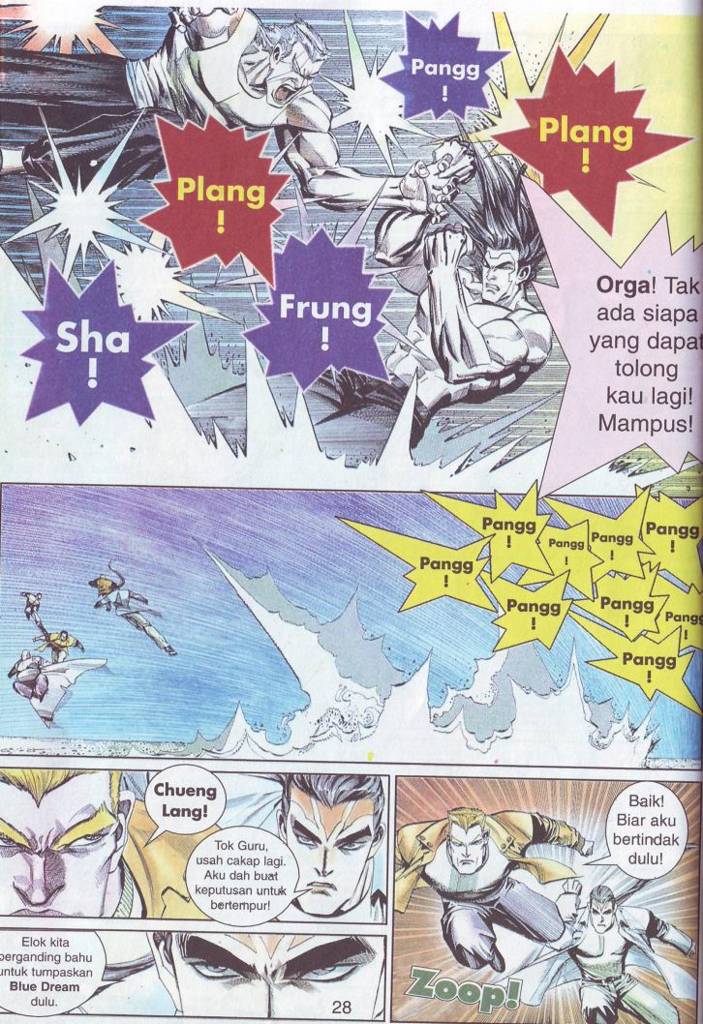 Pangg
!
Plang
!
Plang
!
Frung
!
Sha
!
Orga! Tak
ada siapa
yang dapat
tolong
kau lagi!
Mampus!
Pangg
!
Pangg
!
Pangg
!
Pangg
!
Pangg
!
Pangg
!
Pangg
!
Pangg
!
Pangg
!
Chueng
Lang!
Tok Guru,
usah cakap lagi.
Aku dah buat
keputusan untuk
bertempur!
Baik!
Biar aku
bertindak
dulu!
Elok kita
berganding bahu
untuk tumpaskan
Blue Dream
dulu.
Zoop!
28